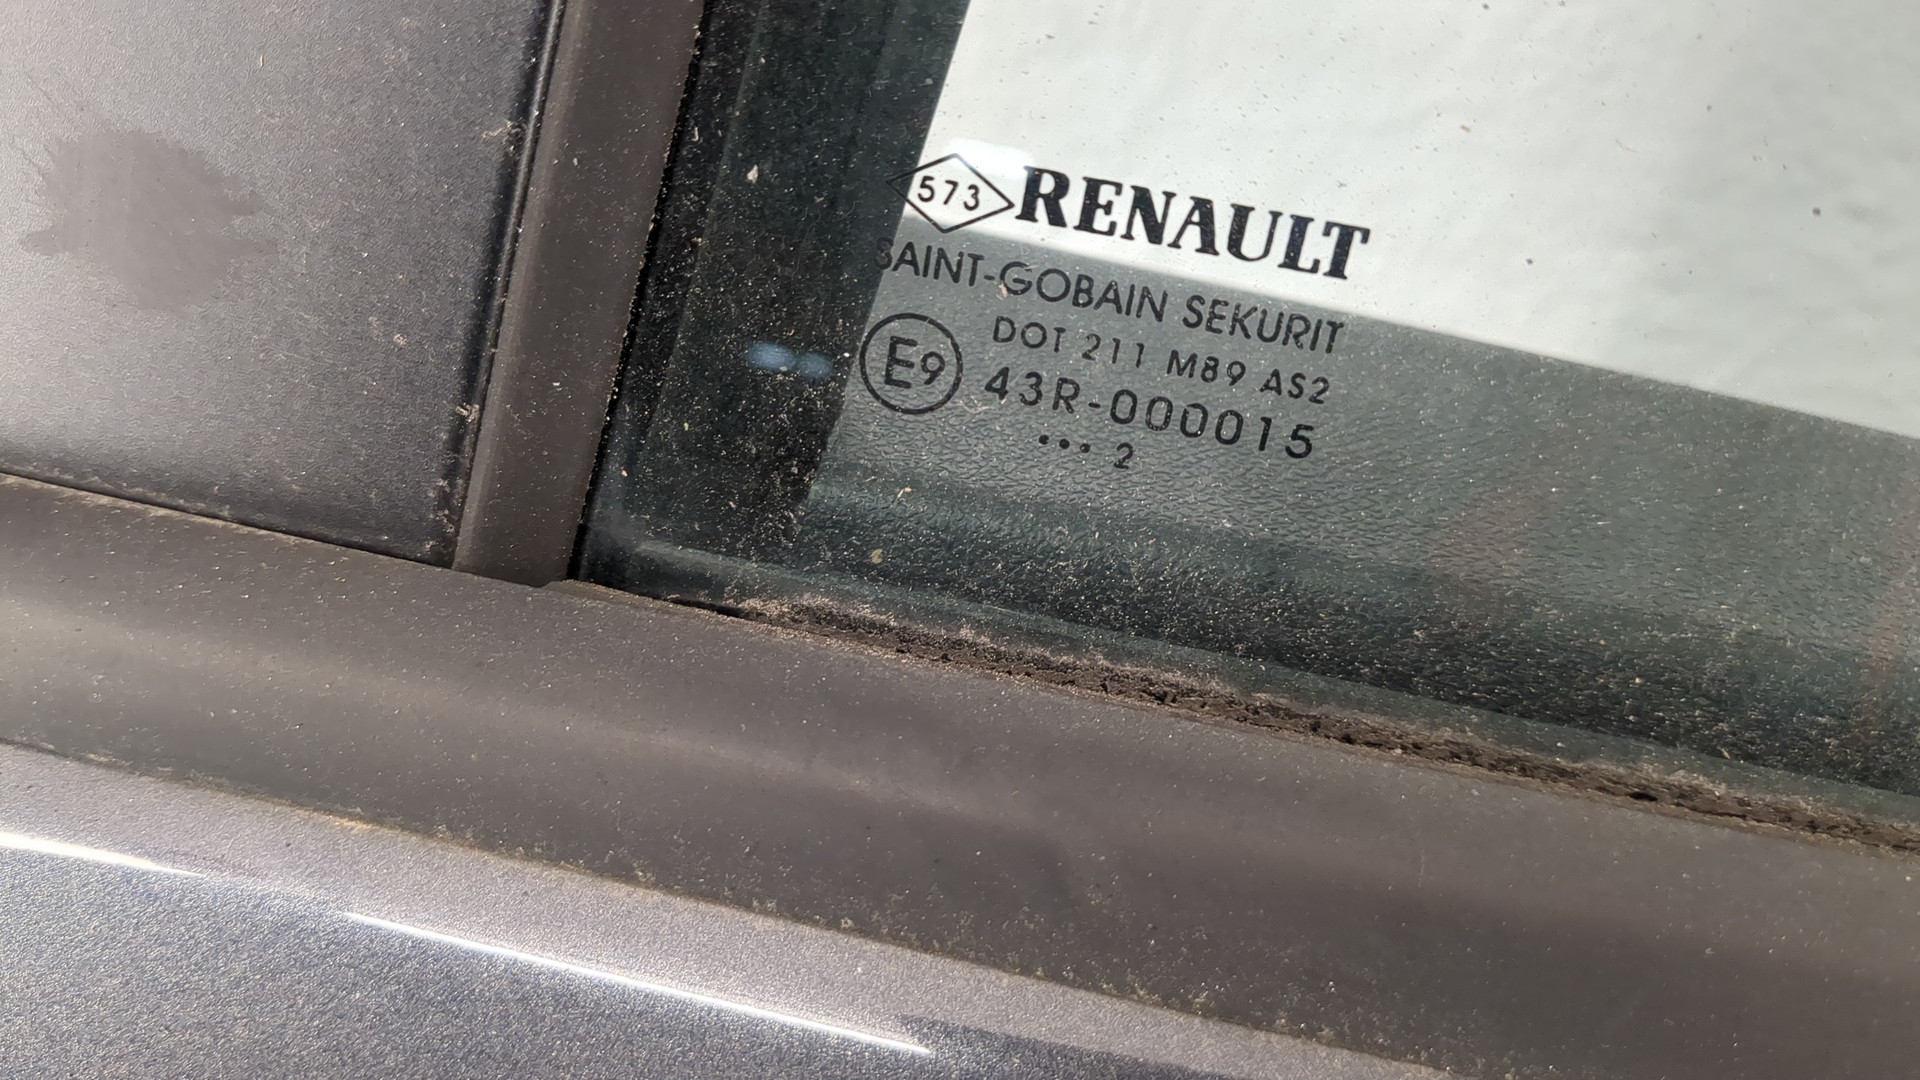 573 RENAULT
SAINT-GOBAIN SEKURIT
DOT 211 M89 AS2
E9 43R-000015
••• 2